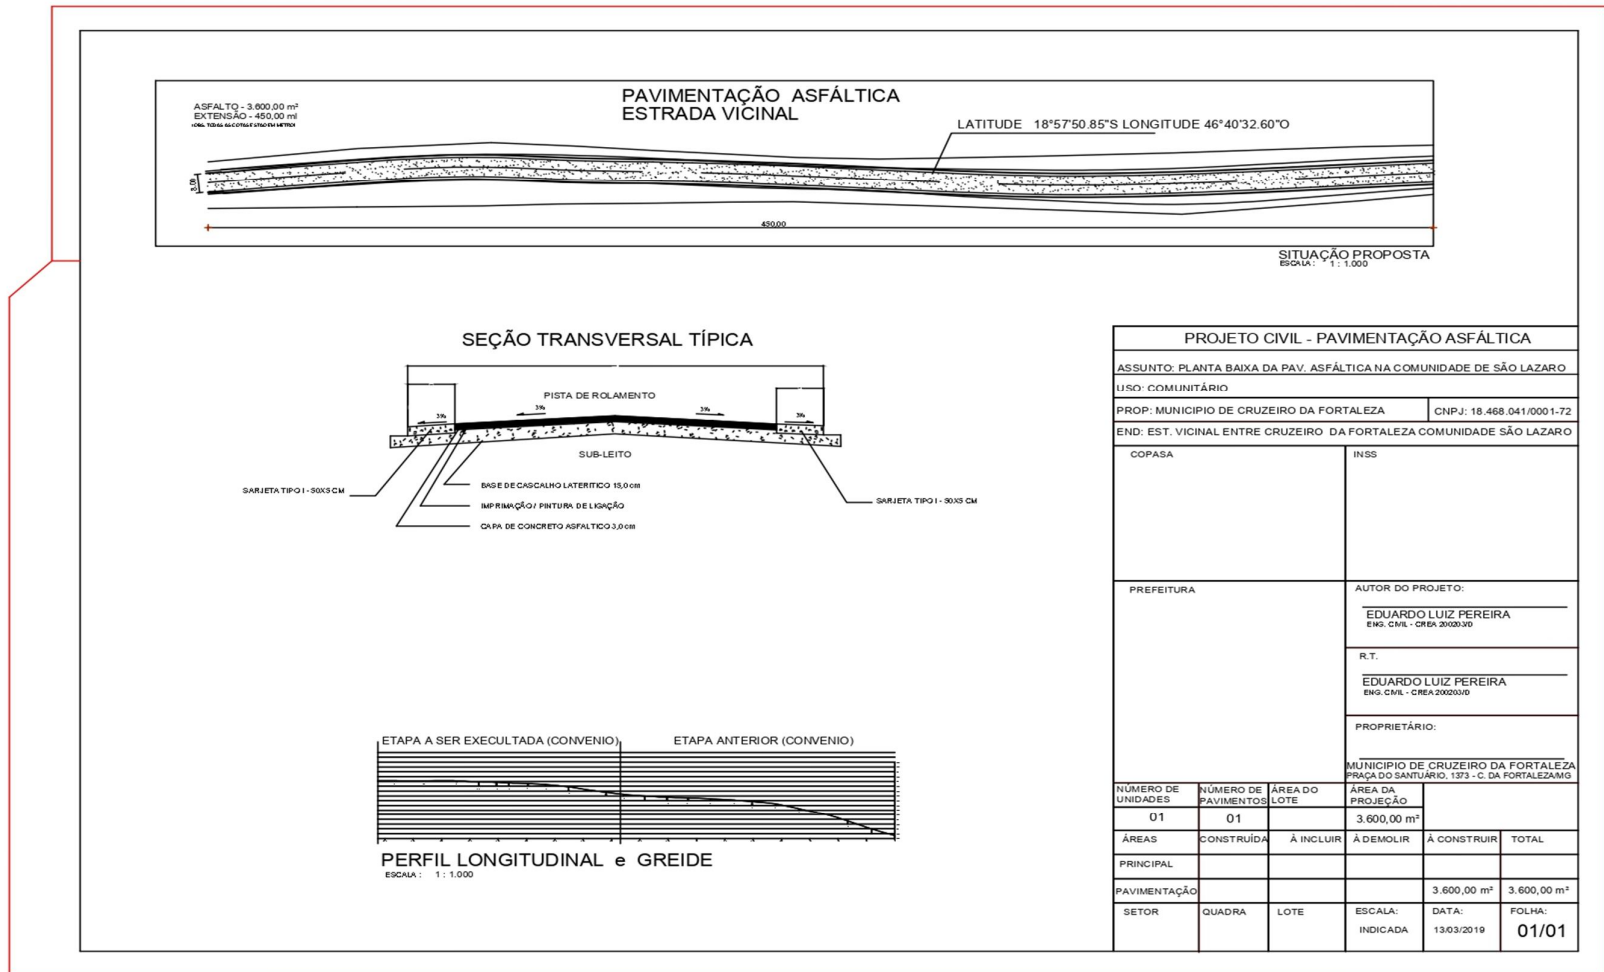 PAVIMENTAÇÃO ASFÁLTICA
ESTRADA VICINAL
ASFALTO - 3.600,00 m²
EXTENSÃO - 450,00 ml
LATITUDE 18°57'50.85"S LONGITUDE 46°40'32.60"O
8,00
450,00
SITUAÇÃO PROPOSTA
ESCALA : 1 : 1.000
SEÇÃO TRANSVERSAL TÍPICA
PISTA DE ROLAMENTO
3% 3% 3% 3%
SUB-LEITO
BASE DE CASCALHO LATERITICO 15,0 cm
SARJETA TIPO I - 50X5 CM
SARJETA TIPO I - 50X5 CM
IMPRIMAÇÃO / PINTURA DE LIGAÇÃO
CAPA DE CONCRETO ASFALTICO 3,0 cm
ETAPA A SER EXECULTADA (CONVENIO)
ETAPA ANTERIOR (CONVENIO)
PERFIL LONGITUDINAL e GREIDE
ESCALA : 1 : 1.000
PROJETO CIVIL - PAVIMENTAÇÃO ASFÁLTICA
ASSUNTO: PLANTA BAIXA DA PAV. ASFÁLTICA NA COMUNIDADE DE SÃO LAZARO
USO: COMUNITÁRIO
PROP: MUNICIPIO DE CRUZEIRO DA FORTALEZA CNPJ: 18.468.041/0001-72
END: EST. VICINAL ENTRE CRUZEIRO DA FORTALEZA COMUNIDADE SÃO LAZARO
COPASA INSS
PREFEITURA
AUTOR DO PROJETO:
EDUARDO LUIZ PEREIRA
ENG. CIVIL - CREA 200203/D
R.T.
EDUARDO LUIZ PEREIRA
ENG. CIVIL - CREA 200203/D
PROPRIETÁRIO:
MUNICIPIO DE CRUZEIRO DA FORTALEZA
PRAÇA DO SANTUÁRIO, 1373 - C. DA FORTALEZA/MG
NÚMERO DE UNIDADES NÚMERO DE PAVIMENTOS ÁREA DO LOTE ÁREA DA PROJEÇÃO
01 01 3.600,00 m²
ÁREAS CONSTRUÍDA À INCLUIR À DEMOLIR À CONSTRUIR TOTAL
PRINCIPAL
PAVIMENTAÇÃO 3.600,00 m² 3.600,00 m²
SETOR QUADRA LOTE ESCALA: DATA: FOLHA:
INDICADA 13/03/2019 01/01